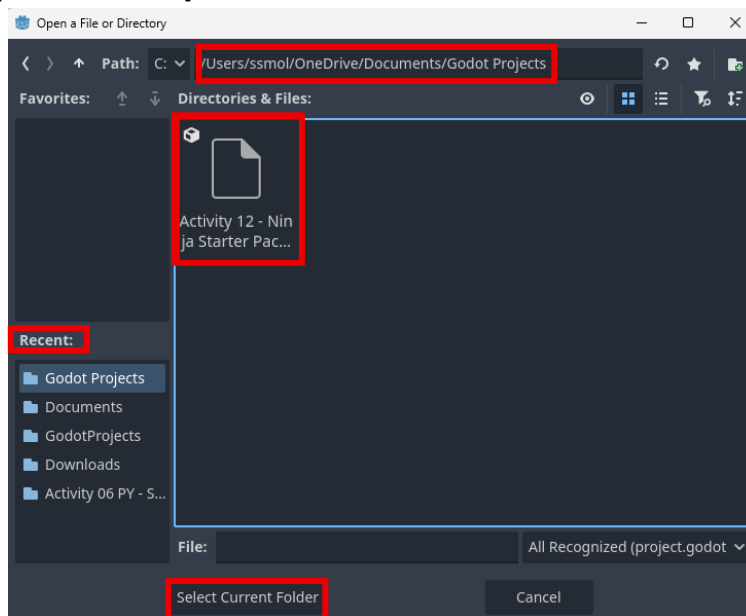 Open a File or Directory
Path: C: /Users/ssmol/OneDrive/Documents/Godot Projects
Favorites: Directories & Files:
Activity 12 - Nin
ja Starter Pac...
Recent:
Godot Projects
Documents
GodotProjects
Downloads
Activity 06 PY - S...
File: All Recognized (project.godot
Select Current Folder Cancel